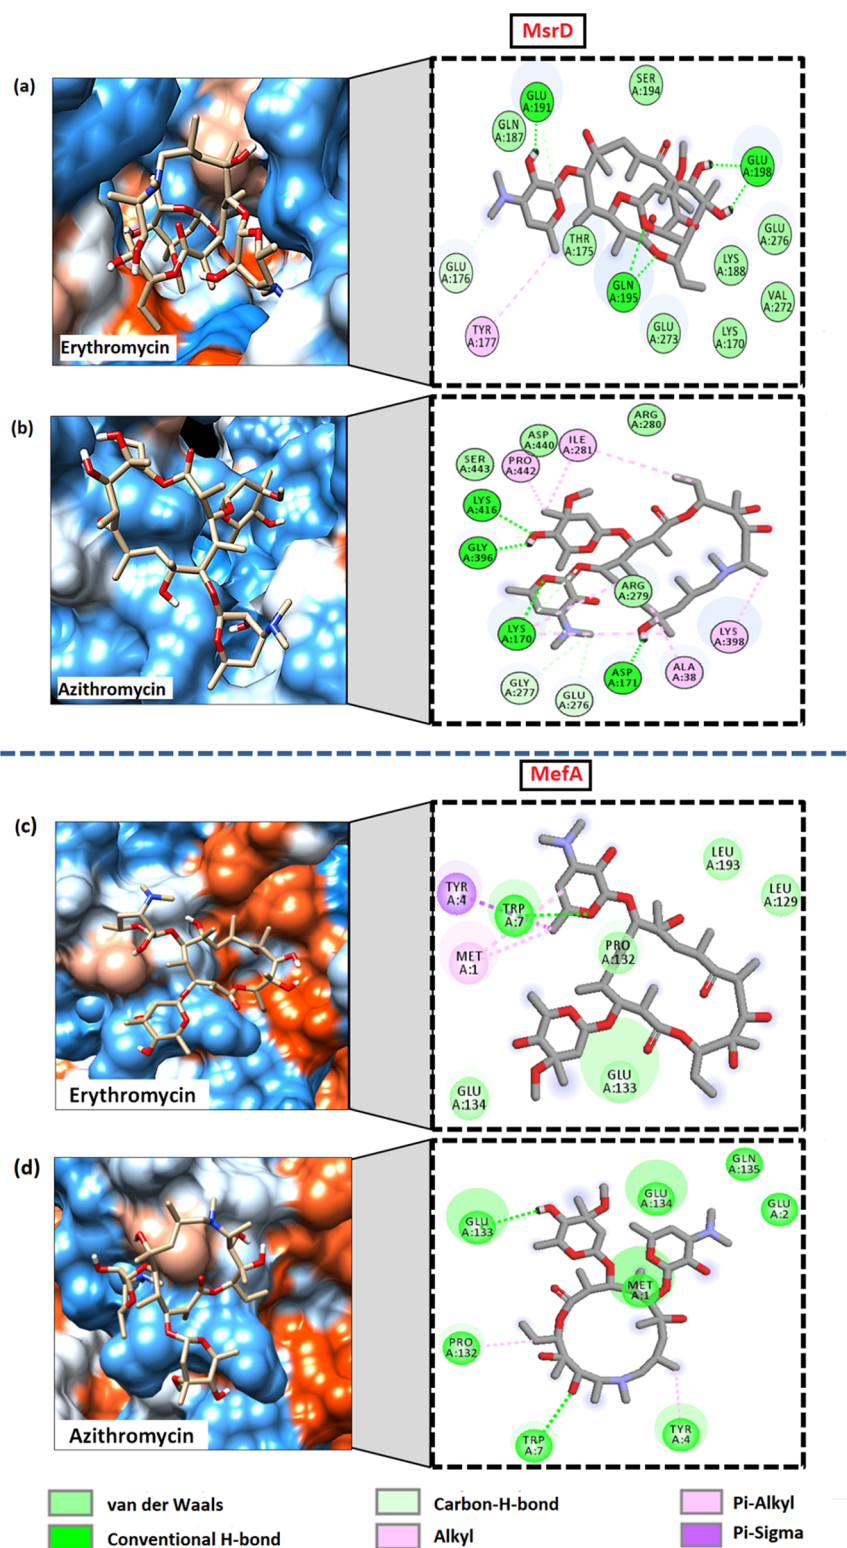 MsrD
(a)
Erythromycin
GLU
A:191
SER
A:194
GLN
A:187
GLU
A:198
THR
A:175
GLU
A:276
LYS
A:188
GLU
A:176
GLN
A:195
VAL
A:272
TYR
A:177
GLU
A:273
LYS
A:170
(b)
Azithromycin
ARG
A:280
ASP
A:440
ILE
A:281
SER
A:443
PRO
A:442
LYS
A:416
GLY
A:396
ARG
A:279
LYS
A:170
LYS
A:398
ALA
A:38
ASP
A:171
GLY
A:277
GLU
A:276
MefA
(c)
Erythromycin
LEU
A:193
TYR
A:4
TRP
A:7
LEU
A:129
MET
A:1
PRO
A:132
GLU
A:133
GLU
A:134
(d)
Azithromycin
GLN
A:135
GLU
A:134
GLU
A:2
GLU
A:133
MET
A:1
PRO
A:132
TRP
A:7
TYR
A:4
van der Waals
Carbon-H-bond
Pi-Alkyl
Conventional H-bond
Alkyl
Pi-Sigma